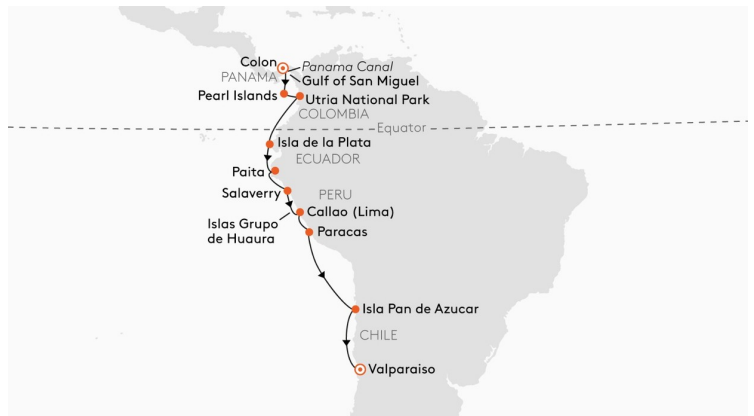 Colon
Panama Canal
PANAMA
Gulf of San Miguel
Pearl Islands
Utria National Park
COLOMBIA
Equator
Isla de la Plata
ECUADOR
Paita
Salaverry
PERU
Islas Grupo
de Huaura
Callao (Lima)
Paracas
Isla Pan de Azucar
CHILE
Valparaiso